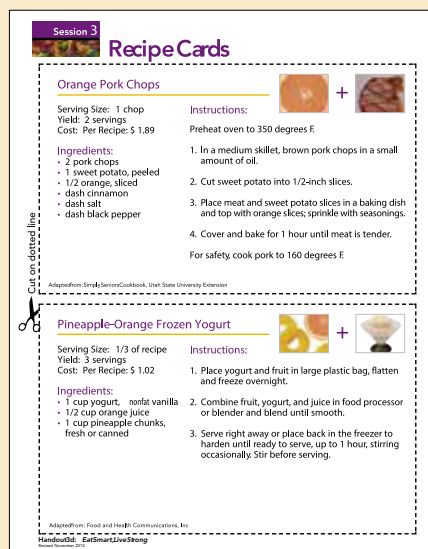 Session 3
Recipe Cards
Cut on dotted line
Orange Pork Chops
+
Serving Size: 1 chop
Yield: 2 servings
Cost: Per Recipe: $ 1.89
Ingredients:
• 2 pork chops
• 1 sweet potato, peeled
• 1/2 orange, sliced
• dash cinnamon
• dash salt
• dash black pepper
Instructions:
Preheat oven to 350 degrees F.
1. In a medium skillet, brown pork chops in a small
amount of oil.
2. Cut sweet potato into 1/2-inch slices.
3. Place meat and sweet potato slices in a baking dish
and top with orange slices; sprinkle with seasonings.
4. Cover and bake for 1 hour until meat is tender.
For safety, cook pork to 160 degrees F.
Adaptedfrom: SimplySeniorsCookbook, Utah State University Extension
Pineapple-Orange Frozen Yogurt
+
Serving Size: 1/3 of recipe
Yield: 3 servings
Cost: Per Recipe: $ 1.02
Ingredients:
• 1 cup yogurt, nonfat vanilla
• 1/2 cup orange juice
• 1 cup pineapple chunks,
fresh or canned
Instructions:
1. Place yogurt and fruit in large plastic bag, flatten
and freeze overnight.
2. Combine fruit, yogurt, and juice in food processor
or blender and blend until smooth.
3. Serve right away or place back in the freezer to
harden until ready to serve, up to 1 hour, stirring
occasionally. Stir before serving.
Adaptedfrom: Food and Health Communications, Inc
Handout3d: EatSmart,LiveStrong
Revised November 2012